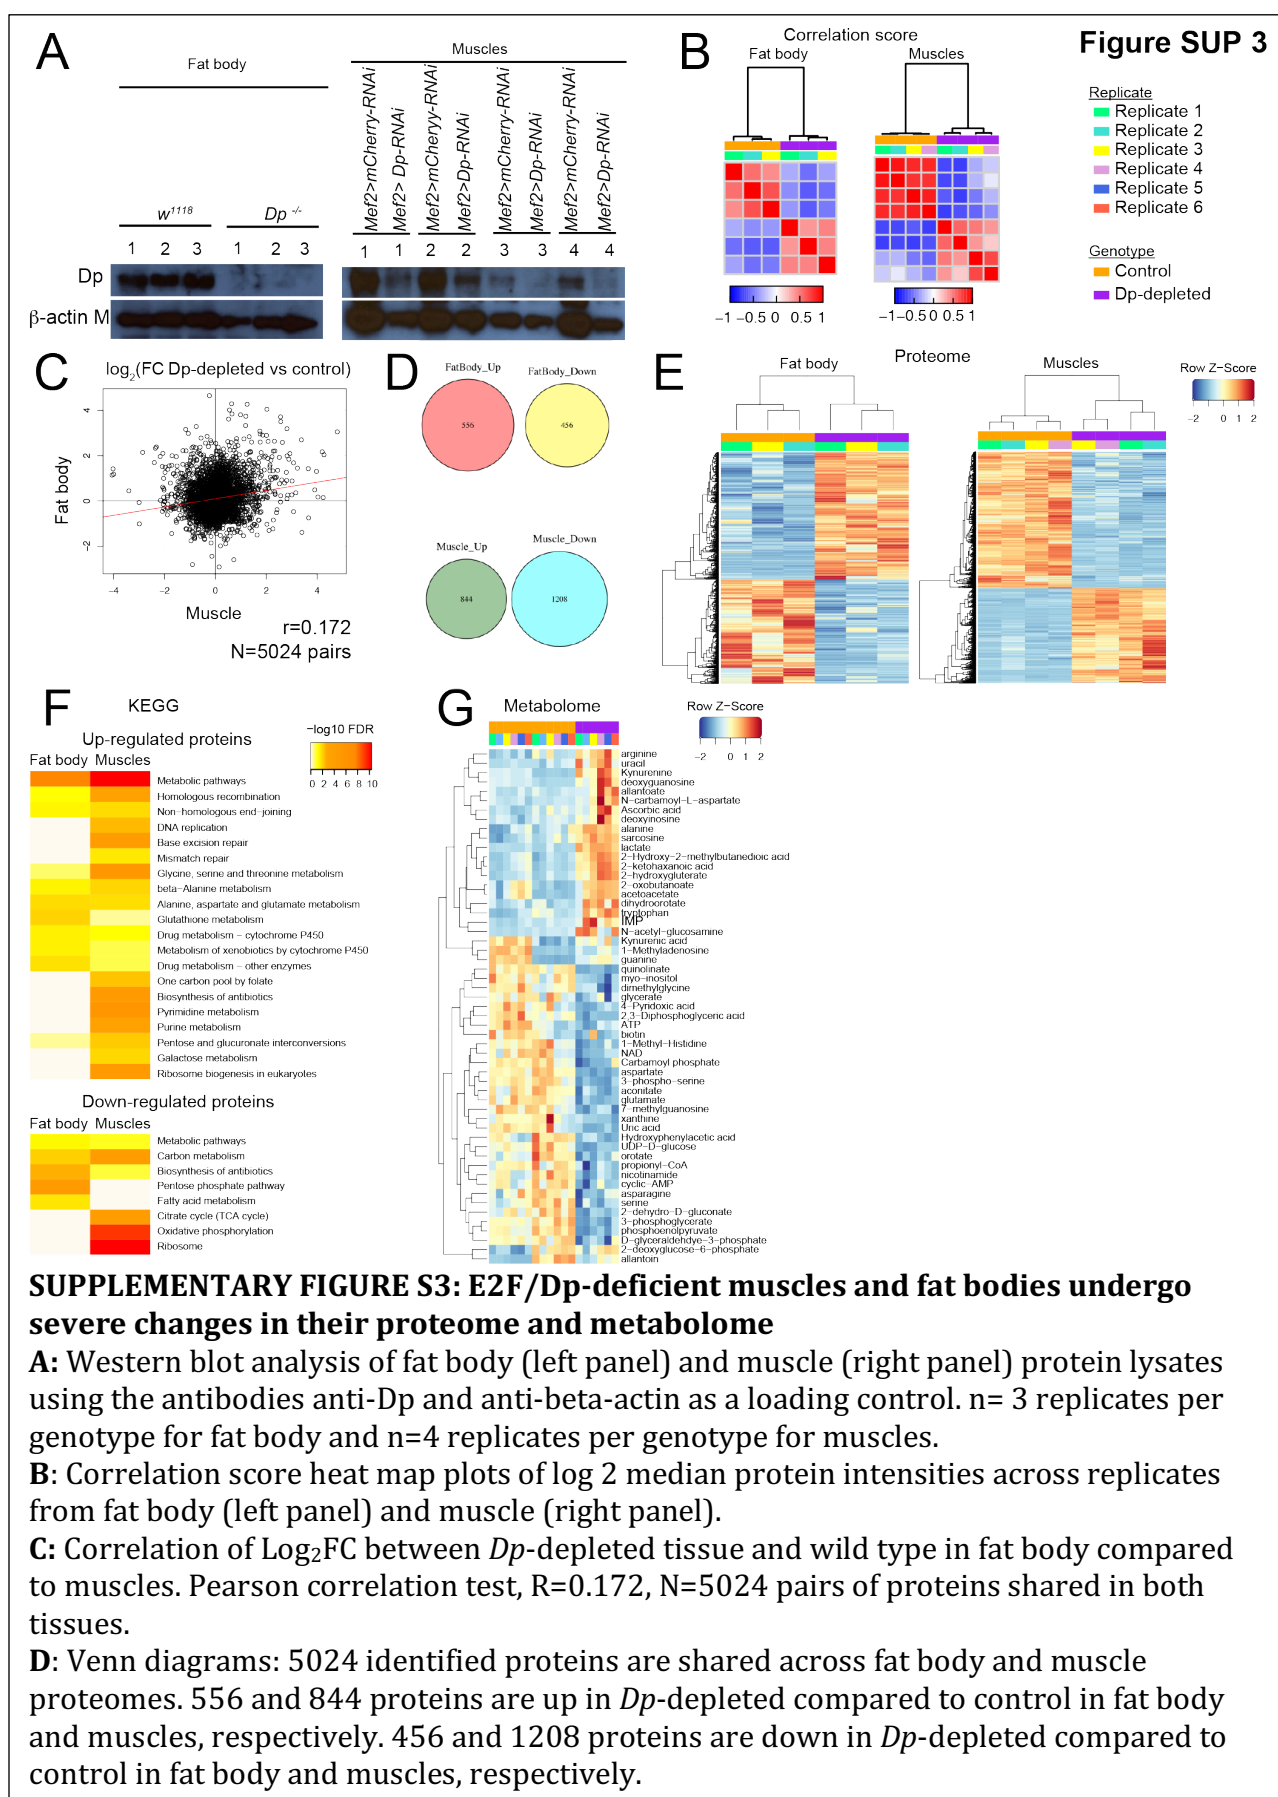 Figure SUP 3
A
Fat body
Muscles
w1118
Dp -/-
1 2 3 1 2 3
Mef2>mCherry-RNAi
Mef2> Dp-RNAi
Mef2>mCheryy-RNAi
Mef2>Dp-RNAi
Mef2>mCherry-RNAi
Mef2>Dp-RNAi
Mef2>mCherry-RNAi
Mef2>Dp-RNAi
1 1 2 2 3 3 4 4
Dp
β-actin M
B
Correlation score
Fat body
Muscles
−1 −0.5 0 0.5 1
−1−0.5 0 0.5 1
Replicate
Replicate 1
Replicate 2
Replicate 3
Replicate 4
Replicate 5
Replicate 6
Genotype
Control
Dp-depleted
C
log2(FC Dp-depleted vs control)
Fat body
4
2
0
−2
−4 −2 0 2 4
Muscle
r=0.172
N=5024 pairs
D
FatBody_Up
FatBody_Down
556
456
Muscle_Up
Muscle_Down
844
1208
E
Proteome
Fat body
Muscles
Row Z−Score
−2 0 1 2
F
KEGG
Up-regulated proteins
−log10 FDR
0 2 4 6 8 10
Fat body Muscles
Metabolic pathways
Homologous recombination
Non−homologous end−joining
DNA replication
Base excision repair
Mismatch repair
Glycine, serine and threonine metabolism
beta−Alanine metabolism
Alanine, aspartate and glutamate metabolism
Glutathione metabolism
Drug metabolism − cytochrome P450
Metabolism of xenobiotics by cytochrome P450
Drug metabolism − other enzymes
One carbon pool by folate
Biosynthesis of antibiotics
Pyrimidine metabolism
Purine metabolism
Pentose and glucuronate interconversions
Galactose metabolism
Ribosome biogenesis in eukaryotes
Down-regulated proteins
Fat body Muscles
Metabolic pathways
Carbon metabolism
Biosynthesis of antibiotics
Pentose phosphate pathway
Fatty acid metabolism
Citrate cycle (TCA cycle)
Oxidative phosphorylation
Ribosome
G
Metabolome
Row Z−Score
−2 0 1 2
arginine
uracil
Kynurenine
deoxyguanosine
allantoate
N−carbamoyl−L−aspartate
Ascorbic acid
deoxyinosine
alanine
sarcosine
lactate
2−Hydroxy−2−methylbutanedioic acid
2−ketohaxanoic acid
2−hydroxygluterate
2−oxobutanoate
acetoacetate
dihydroorotate
tryptophan
IMP
N−acetyl−glucosamine
Kynurenic acid
1−Methyladenosine
guanine
quinolinate
myo−inositol
dimethylglycine
glycerate
4−Pyridoxic acid
2,3−Diphosphoglyceric acid
ATP
biotin
1−Methyl−Histidine
NAD
Carbamoyl phosphate
aspartate
3−phospho−serine
aconitate
glutamate
7−methylguanosine
xanthine
Uric acid
Hydroxyphenylacetic acid
UDP−D−glucose
orotate
propionyl−CoA
nicotinamide
cyclic−AMP
asparagine
serine
2−dehydro−D−gluconate
3−phosphoglycerate
phosphoenolpyruvate
D−glyceraldehdye−3−phosphate
2−deoxyglucose−6−phosphate
allantoin
SUPPLEMENTARY FIGURE S3: E2F/Dp-deficient muscles and fat bodies undergo
severe changes in their proteome and metabolome
A: Western blot analysis of fat body (left panel) and muscle (right panel) protein lysates
using the antibodies anti-Dp and anti-beta-actin as a loading control. n= 3 replicates per
genotype for fat body and n=4 replicates per genotype for muscles.
B: Correlation score heat map plots of log 2 median protein intensities across replicates
from fat body (left panel) and muscle (right panel).
C: Correlation of Log2FC between Dp-depleted tissue and wild type in fat body compared
to muscles. Pearson correlation test, R=0.172, N=5024 pairs of proteins shared in both
tissues.
D: Venn diagrams: 5024 identified proteins are shared across fat body and muscle
proteomes. 556 and 844 proteins are up in Dp-depleted compared to control in fat body
and muscles, respectively. 456 and 1208 proteins are down in Dp-depleted compared to
control in fat body and muscles, respectively.